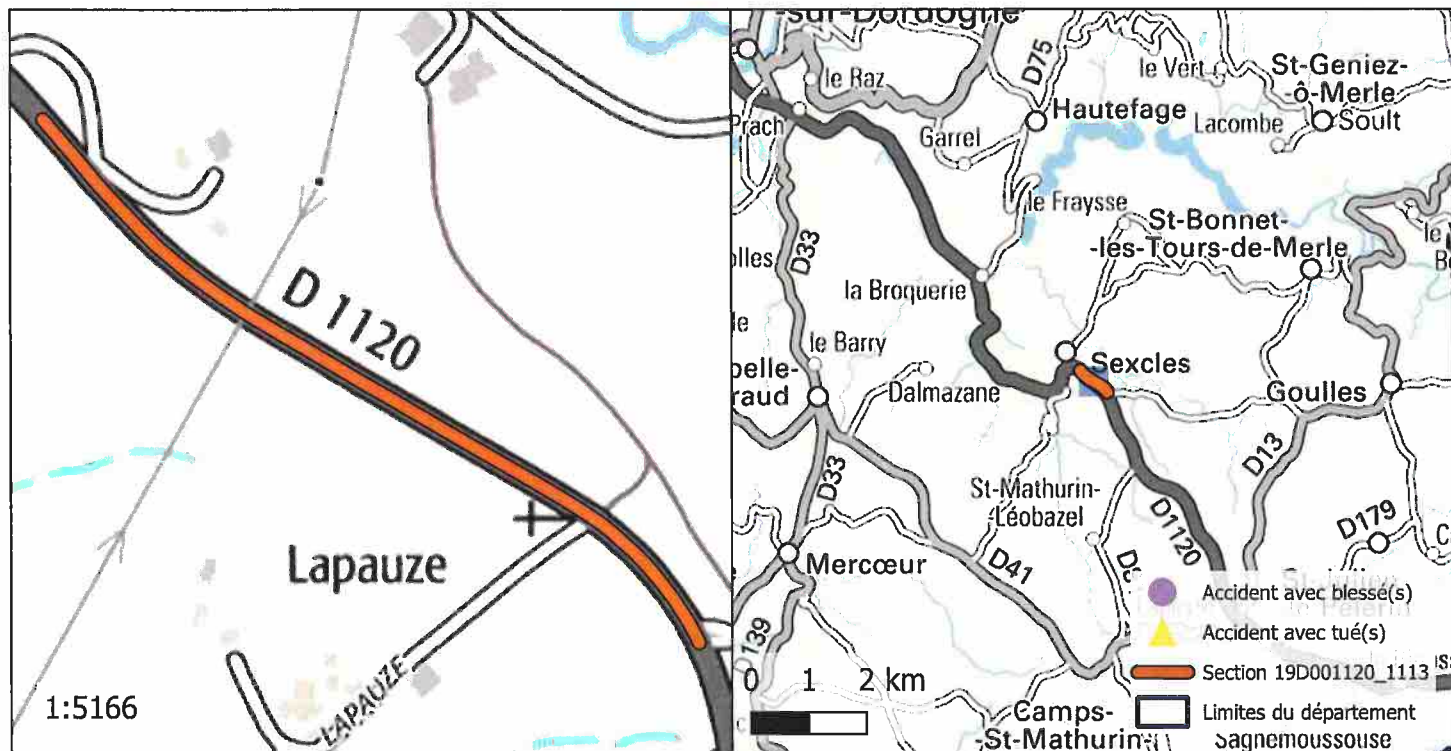 D 1120
Lapauze
LAPAUZE
1:5166
-sur-Dordogne
le Raz
Prach
D75
le Vert
St-Geniez-
-ô-Merle
Hautefage
Lacombe
Soult
Garrel
le Fraysse
St-Bonnet-
-les-Tours-de-Merle
le
D33
la Broquerie
le Barry
Sexcles
Dalmazane
Goulles
D13
D33
St-Mathurin-
Léobazel
D1120
D179
Mercœur
D41
D139
0 1 2 km
Camps-
-St-Mathurin-
Accident avec blessé(s)
Accident avec tué(s)
Section 19D001120_1113
Limites du département
Sagnemoussouse